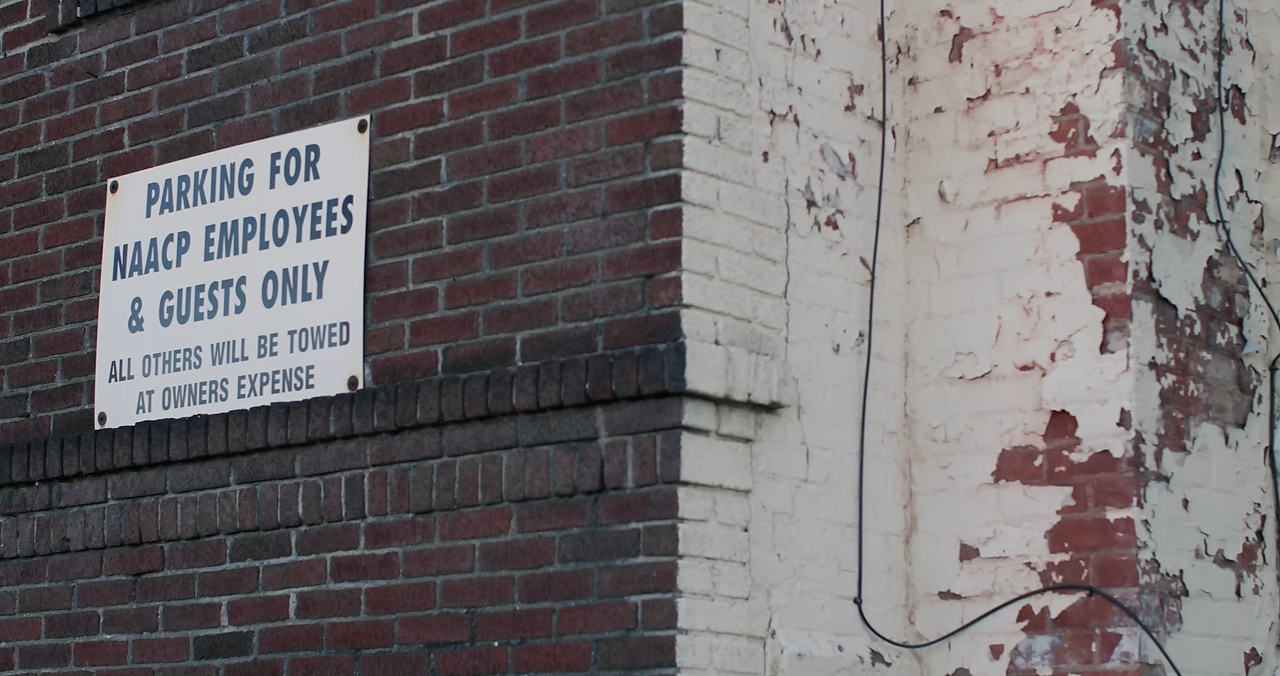 PARKING FOR
NAACP EMPLOYEES
& GUESTS ONLY
ALL OTHERS WILL BE TOWED
AT OWNERS EXPENSE